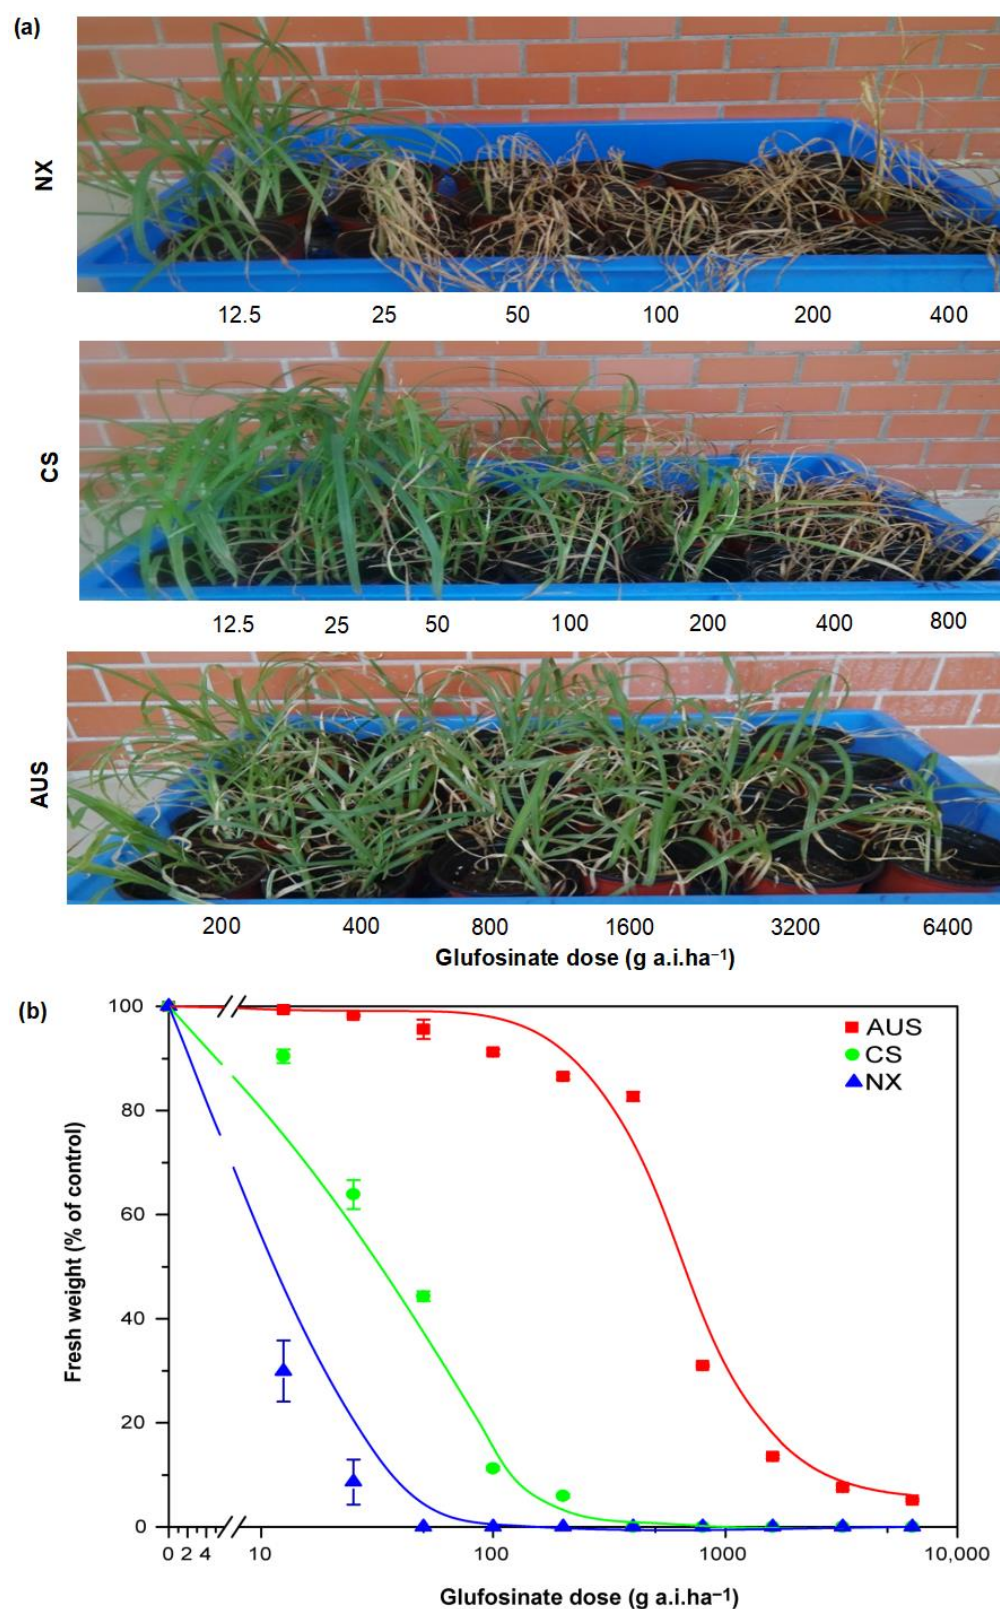 (a)
NX
12.5 25 50 100 200 400
CS
12.5 25 50 100 200 400 800
AUS
200 400 800 1600 3200 6400
Glufosinate dose (g a.i.ha⁻¹)
(b)
AUS
CS
NX
Fresh weight (% of control)
100
80
60
40
20
0
0 2 4 10 100 1000 10,000
Glufosinate dose (g a.i.ha⁻¹)